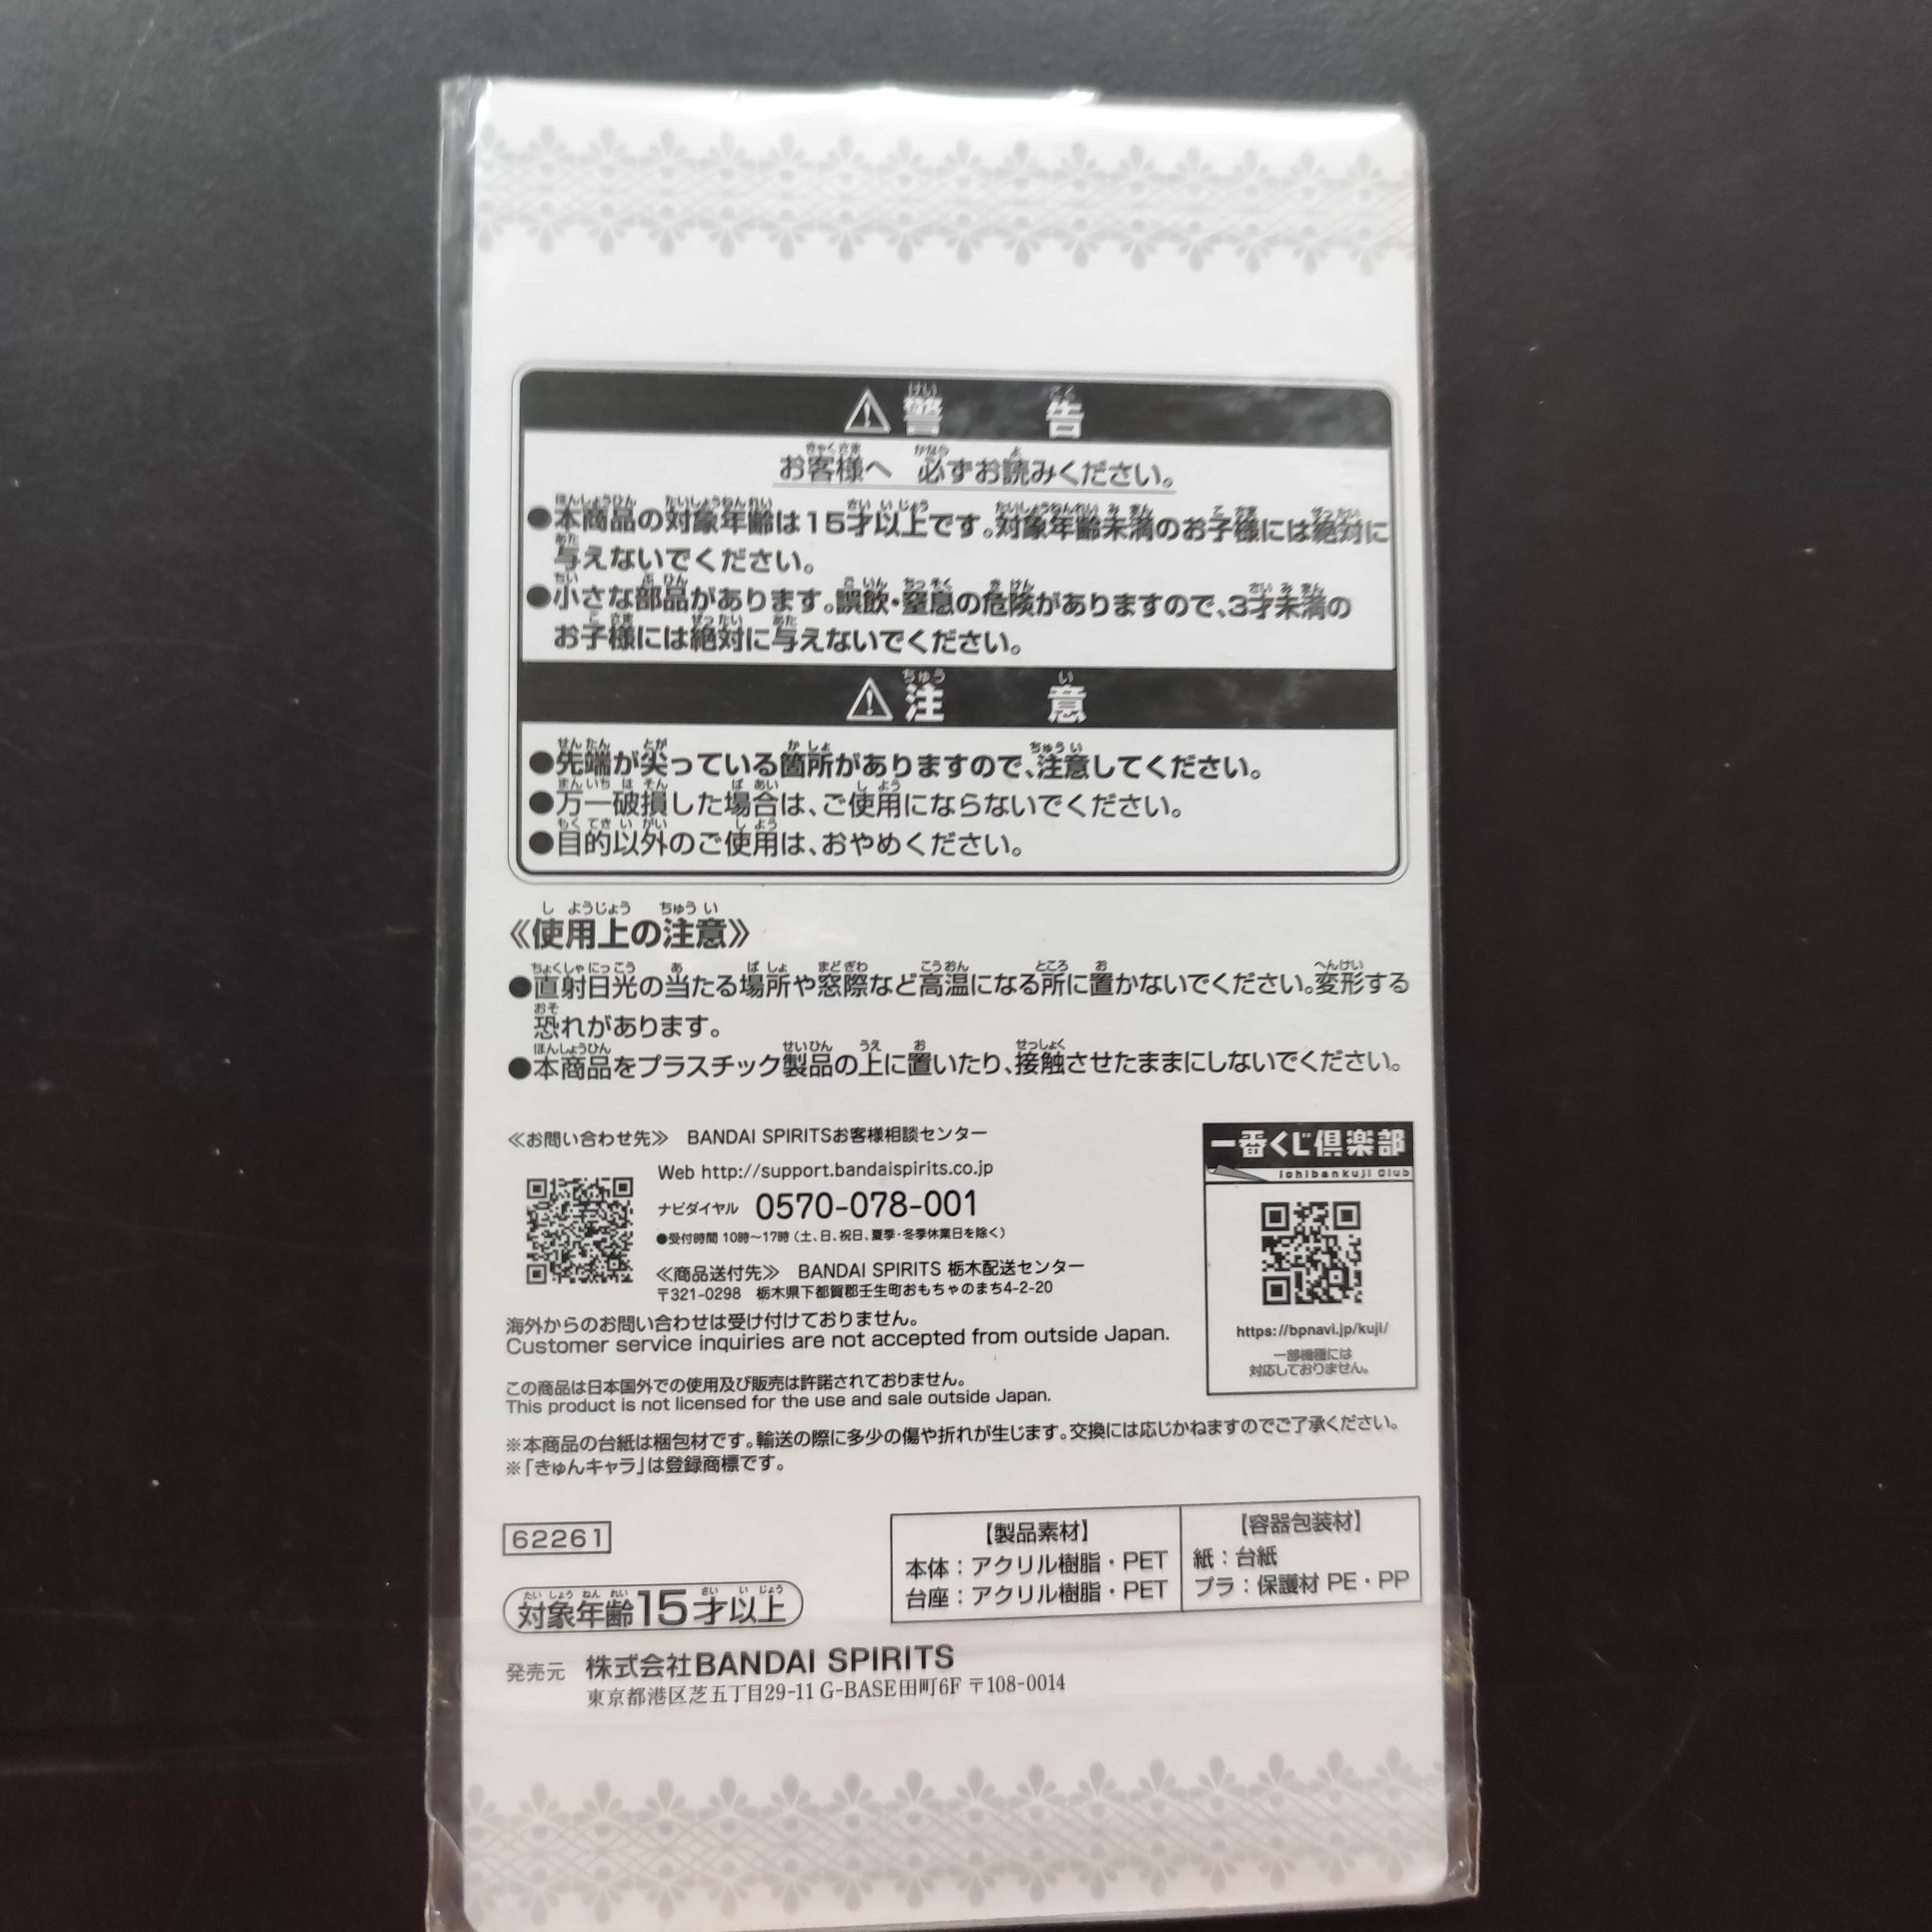 ⚠警告
お客様へ 必ずお読みください。
●本商品の対象年齢は15才以上です。対象年齢未満のお子様には絶対に
与えないでください。
●小さな部品があります。誤飲・窒息の危険がありますので、3才未満の
お子様には絶対に与えないでください。
⚠注意
●先端が尖っている箇所がありますので、注意してください。
●万一破損した場合は、ご使用にならないでください。
●目的以外のご使用は、おやめください。
《使用上の注意》
●直射日光の当たる場所や窓際など高温になる所に置かないでください。変形する
恐れがあります。
●本商品をプラスチック製品の上に置いたり、接触させたままにしないでください。
≪お問い合わせ先≫ BANDAI SPIRITSお客様相談センター
Web http://support.bandaispirits.co.jp
ナビダイヤル 0570-078-001
●受付時間 10時〜17時(土、日、祝日、夏季・冬季休業日を除く)
≪商品送付先≫ BANDAI SPIRITS 栃木配送センター
〒321-0298 栃木県下都賀郡壬生町おもちゃのまち4-2-20
海外からのお問い合わせは受け付けておりません。
Customer service inquiries are not accepted from outside Japan.
この商品は日本国外での使用及び販売は許諾されておりません。
This product is not licensed for the use and sale outside Japan.
一番くじ倶楽部
Ichibankuji Club
https://bpnavi.jp/kuji/
一部機種には
対応しておりません。
※本商品の台紙は梱包材です。輸送の際に多少の傷や折れが生じます。交換には応じかねますのでご了承ください。
※「きゅんキャラ」は登録商標です。
62261
対象年齢15才以上
【製品素材】
本体:アクリル樹脂・PET
台座:アクリル樹脂・PET
【容器包装材】
紙:台紙
プラ:保護材 PE・PP
発売元 株式会社BANDAI SPIRITS
東京都港区芝五丁目29-11 G-BASE田町6F 〒108-0014